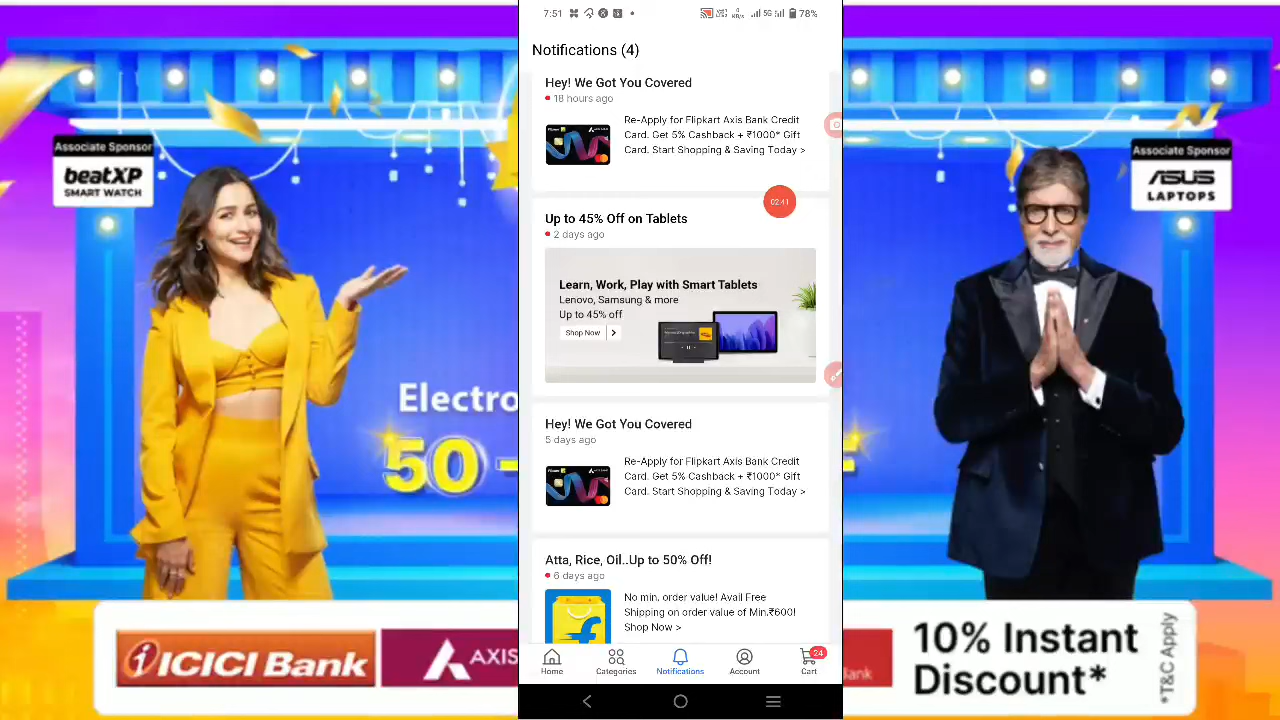 7:51
5G
78%
Notifications (4)
Hey! We Got You Covered
18 hours ago
Re-Apply for Flipkart Axis Bank Credit
Card. Get 5% Cashback + ₹1000* Gift
Card. Start Shopping & Saving Today >
02:41
Up to 45% Off on Tablets
2 days ago
Learn, Work, Play with Smart Tablets
Lenovo, Samsung & more
Up to 45% off
Shop Now
Hey! We Got You Covered
5 days ago
Re-Apply for Flipkart Axis Bank Credit
Card. Get 5% Cashback + ₹1000* Gift
Card. Start Shopping & Saving Today >
Atta, Rice, Oil..Up to 50% Off!
6 days ago
No min. order value! Avail Free
Shipping on order value of Min.₹600!
Shop Now >
Home
Categories
Notifications
Account
24
Cart
Associate Sponsor
beatXP
SMART WATCH
Associate Sponsor
ASUS
LAPTOPS
Electro
50 -
ICICI Bank
AXIS
10% Instant
Discount*
*T&C Apply